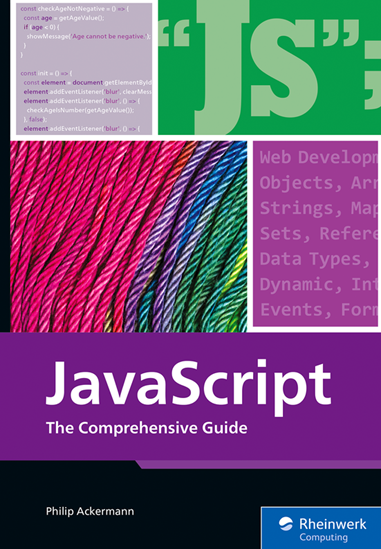 const checkAgeNotNegative = () => {
const age = getAgeValue();
if( age < 0) {
showMessage('Age cannot be negative.');
}
}
const init = () => {
const element = document.getElementById
element.addEventListener('blur', clearMess
element.addEventListener('blur', () => {
checkAgeIsNumber(getAgeValue());
}, false);
element.addEventListener('blur', () => {
“JS”;
Web Developm
Objects, Arr
Strings, Map
Sets, Refere
Data Types,
Dynamic, Int
Events, Form
JavaScript
The Comprehensive Guide
Philip Ackermann
Rheinwerk
Computing